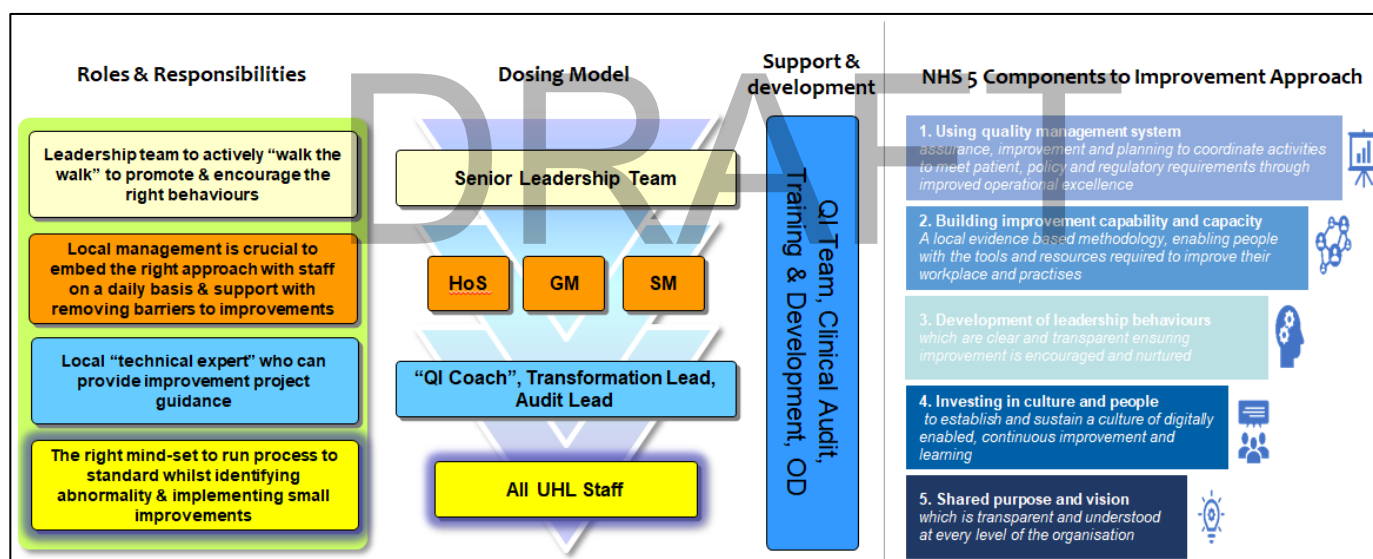 Roles & Responsibilities
Leadership team to actively “walk the
walk” to promote & encourage the
right behaviours
Local management is crucial to
embed the right approach with staff
on a daily basis & support with
removing barriers to improvements
Local “technical expert” who can
provide improvement project
guidance
The right mind-set to run process to
standard whilst identifying
abnormality & implementing small
improvements
Dosing Model
Senior Leadership Team
HoS
GM
SM
“QI Coach”, Transformation Lead,
Audit Lead
All UHL Staff
Support &
development
QI Team, Clinical Audit,
Training & Development, OD
DRAFT
NHS 5 Components to Improvement Approach
1. Using quality management system
assurance, improvement and planning to coordinate activities
to meet patient, policy and regulatory requirements through
improved operational excellence
2. Building improvement capability and capacity
A local evidence based methodology, enabling people
with the tools and resources required to improve their
workplace and practises
3. Development of leadership behaviours
which are clear and transparent ensuring
improvement is encouraged and nurtured
4. Investing in culture and people
to establish and sustain a culture of digitally
enabled, continuous improvement and
learning
5. Shared purpose and vision
which is transparent and understood
at every level of the organisation